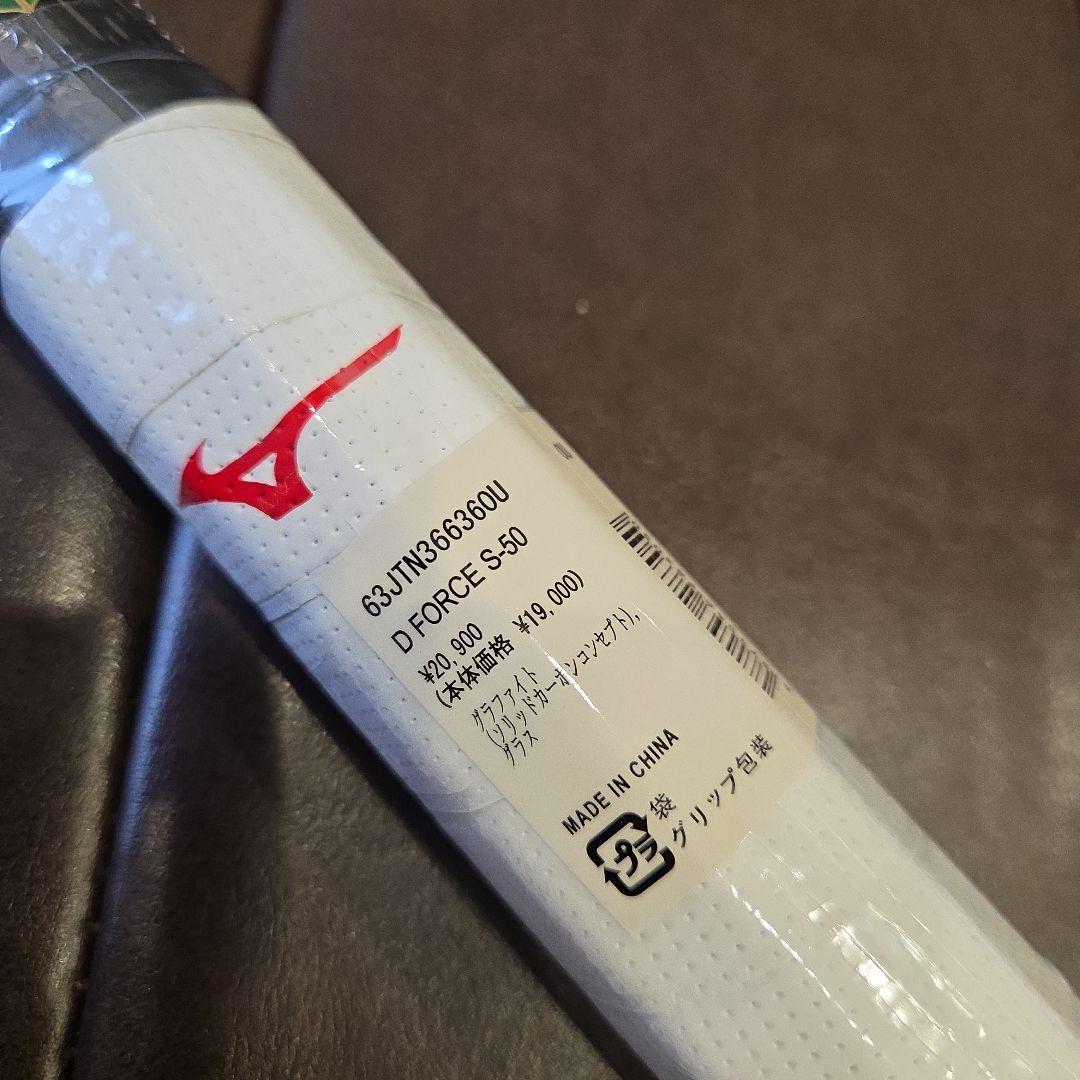 63JTN366360U
D FORCE S-50
¥20,900
(本体価格 ¥19,000)
グラファイト
(ソリッドカーボンコンセプト),
グラス
MADE IN CHINA
プラ
袋
グリップ包装